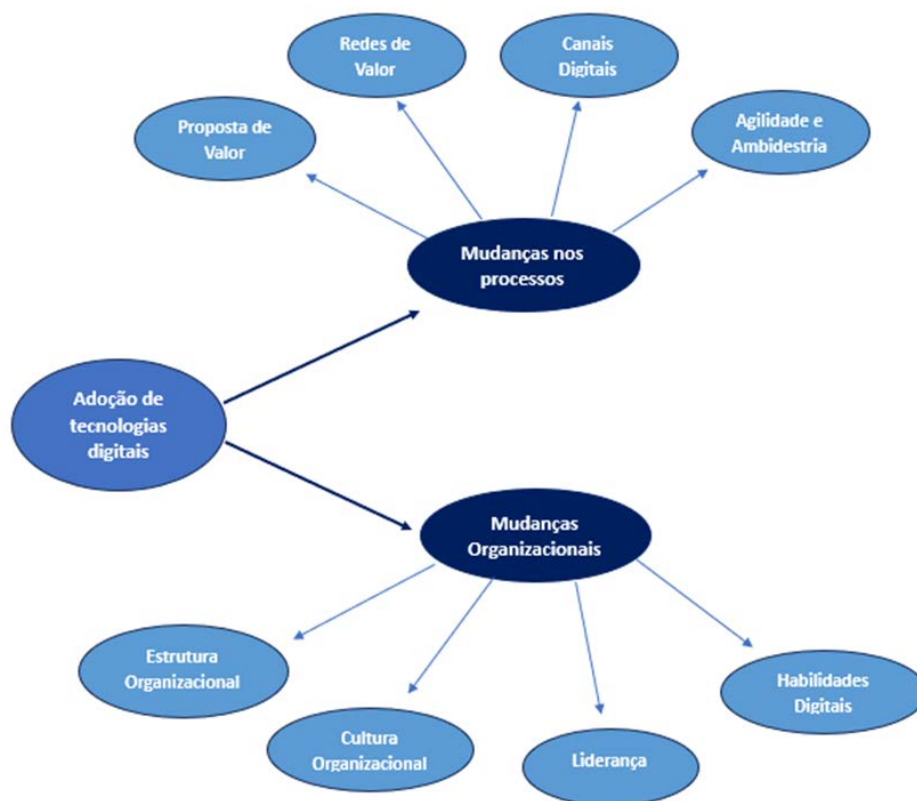 Redes de
Valor
Canais
Digitais
Proposta de
Valor
Agilidade e
Ambidestria
Mudanças nos
processos
Adoção de
tecnologias
digitais
Mudanças
Organizacionais
Estrutura
Organizacional
Habilidades
Digitais
Cultura
Organizacional
Liderança